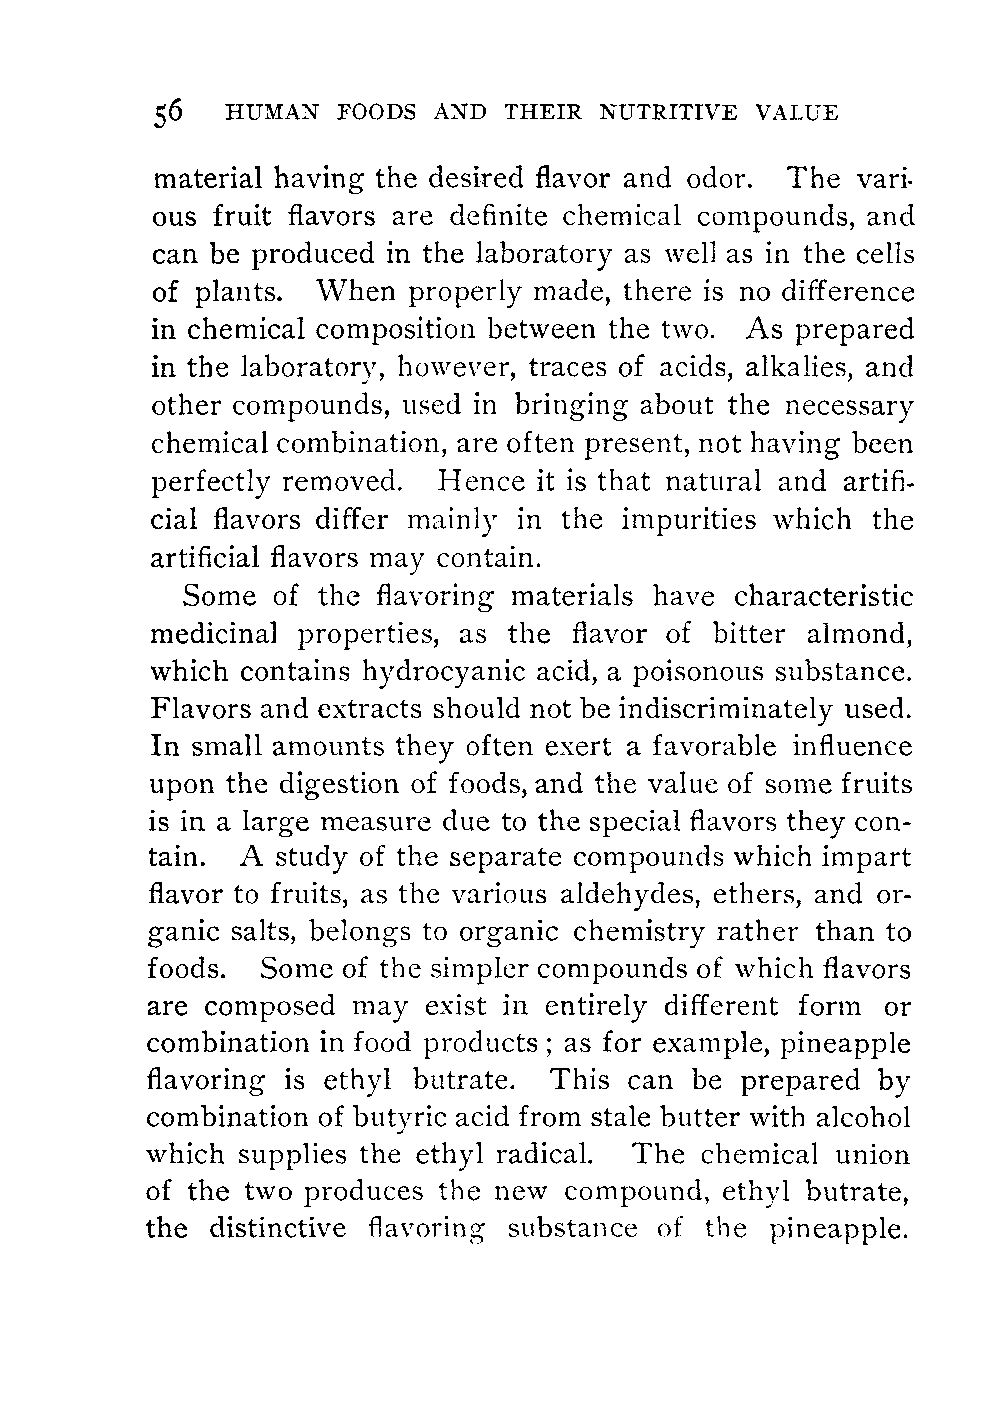 56 HUMAN FOODS AND THEIR NUTRITIVE VALUE
material having the desired flavor and odor. The vari-
ous fruit flavors are definite chemical compounds, and
can be produced in the laboratory as well as in the cells
of plants. When properly made, there is no difference
in chemical composition between the two. As prepared
in the laboratory, however, traces of acids, alkalies, and
other compounds, used in bringing about the necessary
chemical combination, are often present, not having been
perfectly removed. Hence it is that natural and artifi-
cial flavors differ mainly in the impurities which the
artificial flavors may contain.
Some of the flavoring materials have characteristic
medicinal properties, as the flavor of bitter almond,
which contains hydrocyanic acid, a poisonous substance.
Flavors and extracts should not be indiscriminately used.
In small amounts they often exert a favorable influence
upon the digestion of foods, and the value of some fruits
is in a large measure due to the special flavors they con-
tain. A study of the separate compounds which impart
flavor to fruits, as the various aldehydes, ethers, and or-
ganic salts, belongs to organic chemistry rather than to
foods. Some of the simpler compounds of which flavors
are composed may exist in entirely different form or
combination in food products; as for example, pineapple
flavoring is ethyl butrate. This can be prepared by
combination of butyric acid from stale butter with alcohol
which supplies the ethyl radical. The chemical union
of the two produces the new compound, ethyl butrate,
the distinctive flavoring substance of the pineapple.